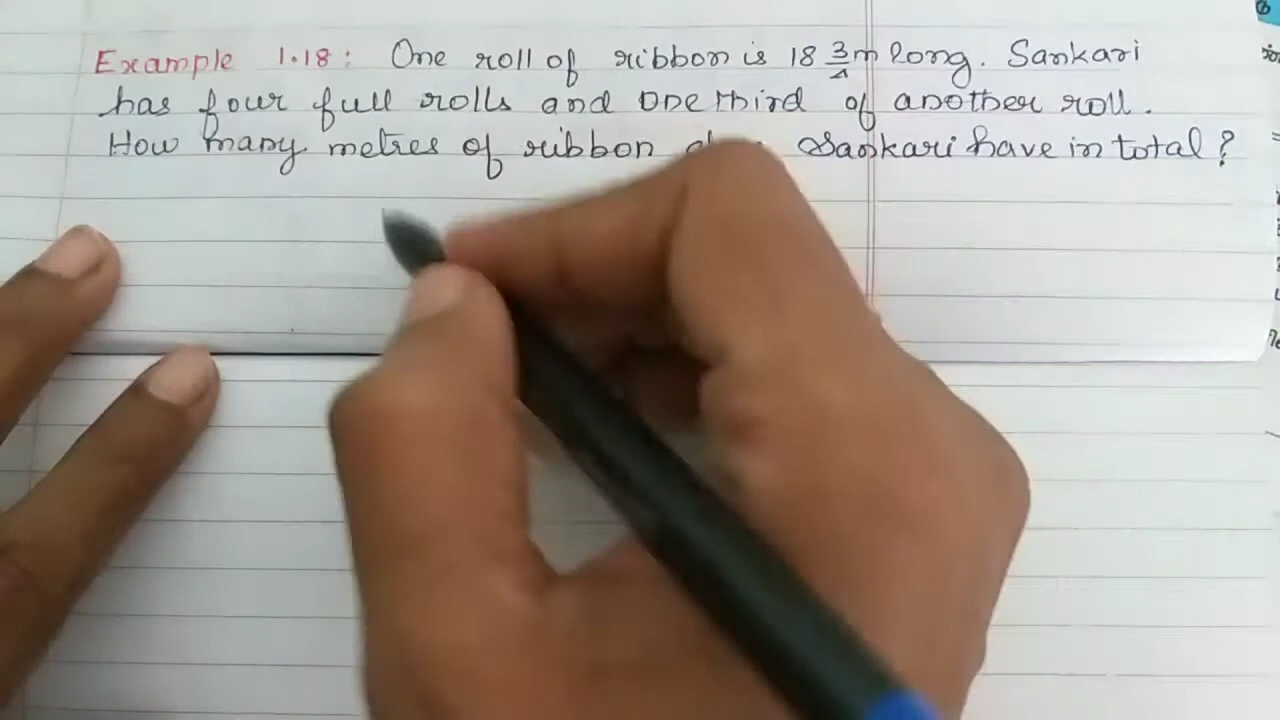 Example 1.18: One roll of ribbon is 18 3/4 m long. Sankari
has four full rolls and one third of another roll.
How many metres of ribbon Sankari have in total?